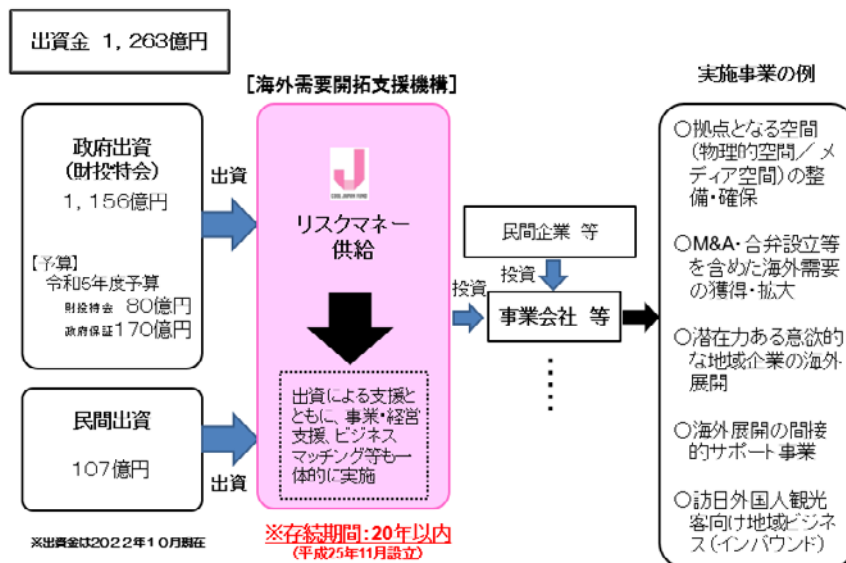 出資金 1,263億円
[海外需要開拓支援機構]
政府出資
(財投特会)
1,156億円
【予算】
令和5年度予算
財投特会 80億円
政府保証170億円
出資
民間出資
107億円
出資
※出資金は2022年10月現在
J
COOL JAPAN FUND
リスクマネー
供給
出資による支援と
ともに、事業・経営
支援、ビジネス
マッチング等も一
体的に実施
※存続期間:20年以内
(平成25年11月設立)
投資
民間企業 等
投資
事業会社 等
実施事業の例
○拠点となる空間
(物理的空間/メ
ディア空間)の整
備・確保
○M&A・合弁設立等
を含めた海外需要
の獲得・拡大
○潜在力ある意欲的
な地域企業の海外
展開
○海外展開の間接
的サポート事業
○訪日外国人観光
客向け地域ビジネ
ス(インバウンド)